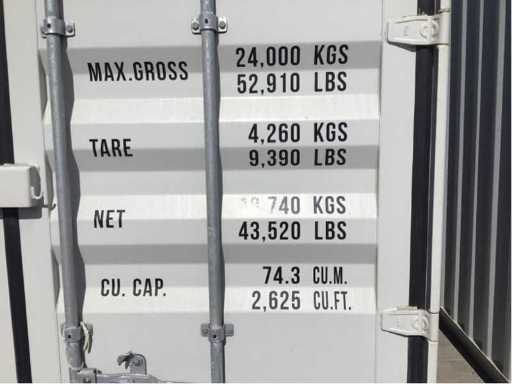 MAX.GROSS 24,000 KGS
52,910 LBS
TARE 4,260 KGS
9,390 LBS
NET 740 KGS
43,520 LBS
CU. CAP. 74.3 CU.M.
2,625 CU.FT.